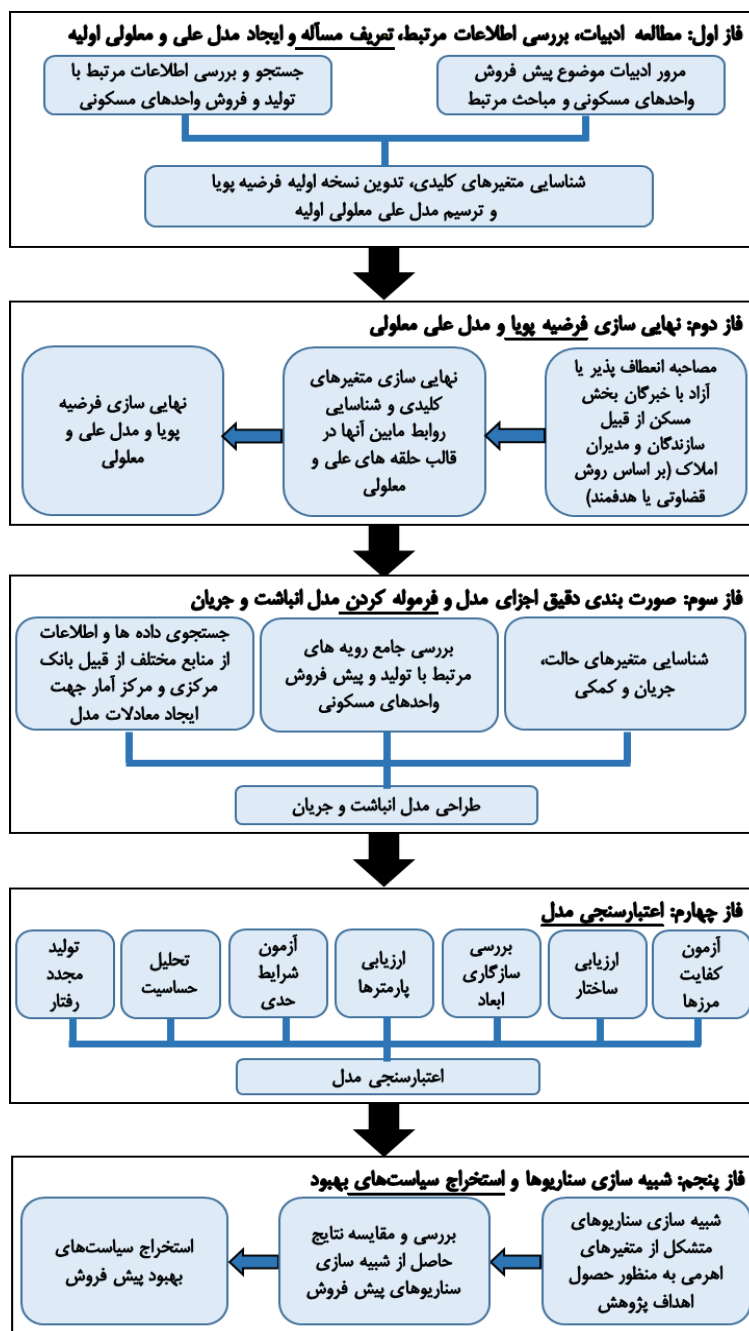 فاز اول: مطالعه ادبیات، بررسی اطلاعات مرتبط، تعریف مسأله و ایجاد مدل علی و معلولی اولیه
مرور ادبیات موضوع پیش فروش
واحدهای مسکونی و مباحث مرتبط
جستجو و بررسی اطلاعات مرتبط با
تولید و فروش واحدهای مسکونی
شناسایی متغیرهای کلیدی، تدوین نسخه اولیه فرضیه پویا
و ترسیم مدل علی معلولی اولیه
فاز دوم: نهایی سازی فرضیه پویا و مدل علی معلولی
مصاحبه انعطاف پذیر یا
آزاد با خبرگان بخش
مسکن از قبیل
سازندگان و مدیران
املاک (بر اساس روش
قضاوتی یا هدفمند)
نهایی سازی متغیرهای
کلیدی و شناسایی
روابط مابین آنها در
قالب حلقه های علی و
معلولی
نهایی سازی فرضیه
پویا و مدل علی و
معلولی
فاز سوم: صورت بندی دقیق اجزای مدل و فرموله کردن مدل انباشت و جریان
شناسایی متغیرهای حالت،
جریان و کمکی
بررسی جامع رویه های
مرتبط با تولید و پیش فروش
واحدهای مسکونی
جستجوی داده ها و اطلاعات
از منابع مختلف از قبیل بانک
مرکزی و مرکز آمار جهت
ایجاد معادلات مدل
طراحی مدل انباشت و جریان
فاز چهارم: اعتبارسنجی مدل
آزمون
کفایت
مرزها
ارزیابی
ساختار
بررسی
سازگاری
ابعاد
ارزیابی
پارمترها
آزمون
شرایط
حدی
تحلیل
حساسیت
تولید
مجدد
رفتار
اعتبارسنجی مدل
فاز پنجم: شبیه سازی سناریوها و استخراج سیاست‌های بهبود
شبیه سازی سناریوهای
متشکل از متغیرهای
اهرمی به منظور حصول
اهداف پژوهش
بررسی و مقایسه نتایج
حاصل از شبیه سازی
سناریوهای پیش فروش
استخراج سیاست‌های
بهبود پیش فروش